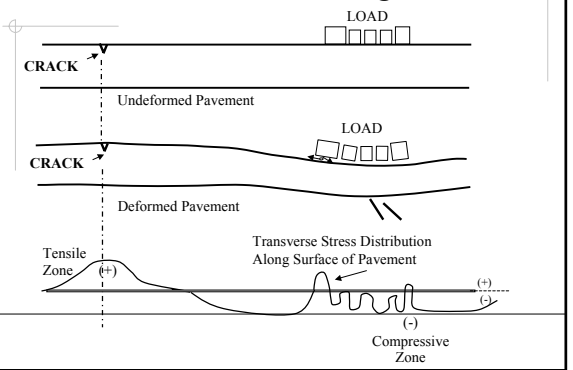 LOAD
CRACK
Undeformed Pavement
LOAD
CRACK
Deformed Pavement
Transverse Stress Distribution
Along Surface of Pavement
Tensile
Zone
(+)
(+)
(-)
(-)
Compressive
Zone